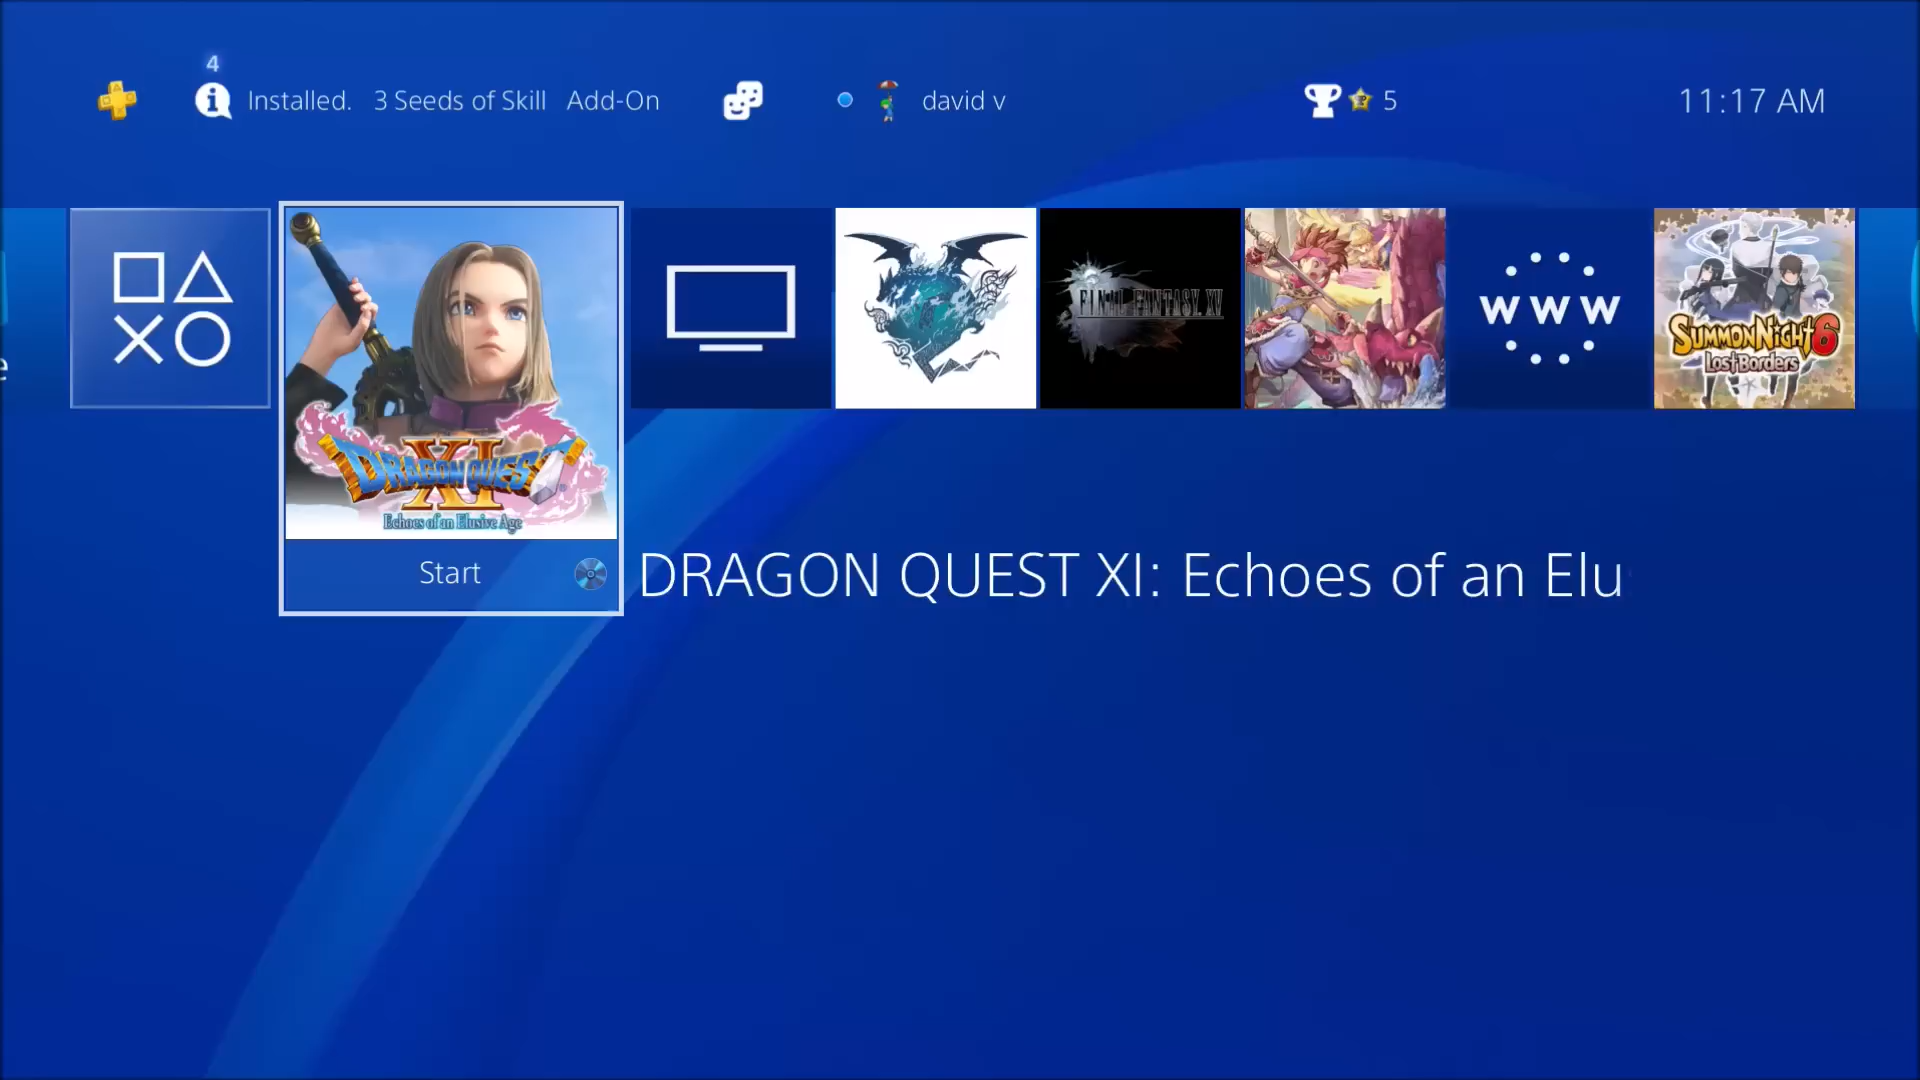 4
Installed. 3 Seeds of Skill Add-On
david v
5
11:17 AM
e
DRAGON QUEST
XI
Echoes of an Elusive Age
FINAL FANTASY XV
www
SUMMON NIGHT 6
Lost Borders
Start
DRAGON QUEST XI: Echoes of an Elu